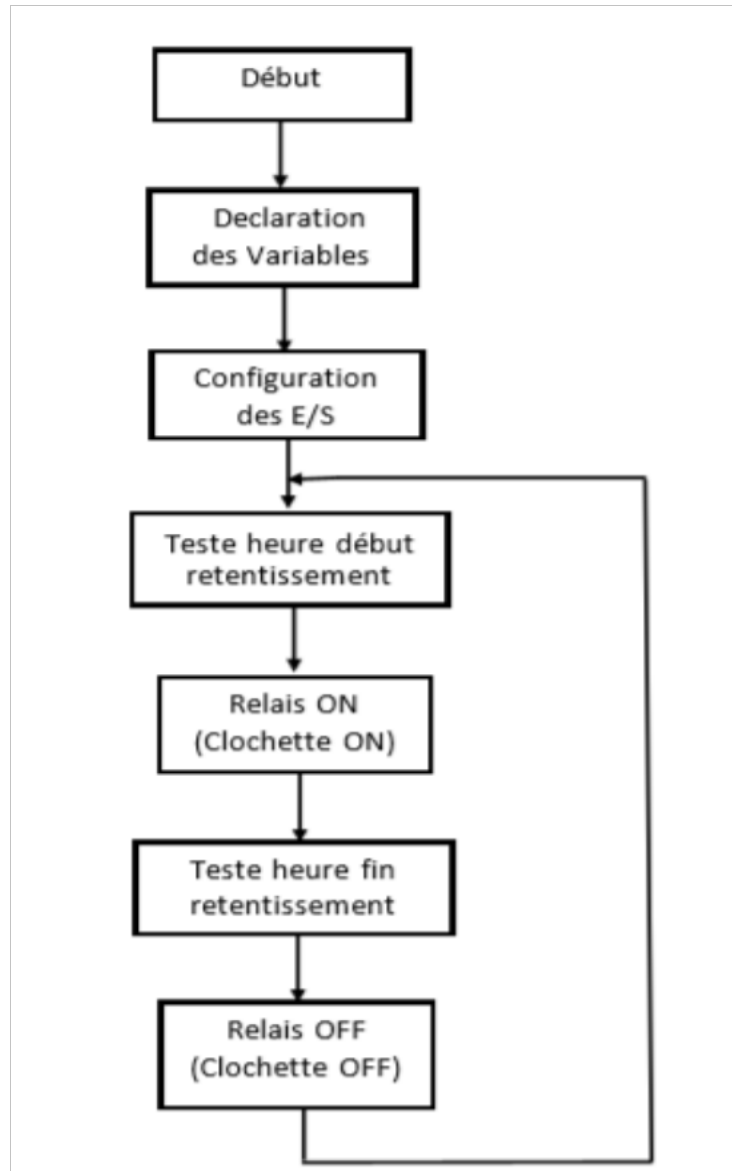 Début
Declaration
des Variables
Configuration
des E/S
Teste heure début
retentissement
Relais ON
(Clochette ON)
Teste heure fin
retentissement
Relais OFF
(Clochette OFF)